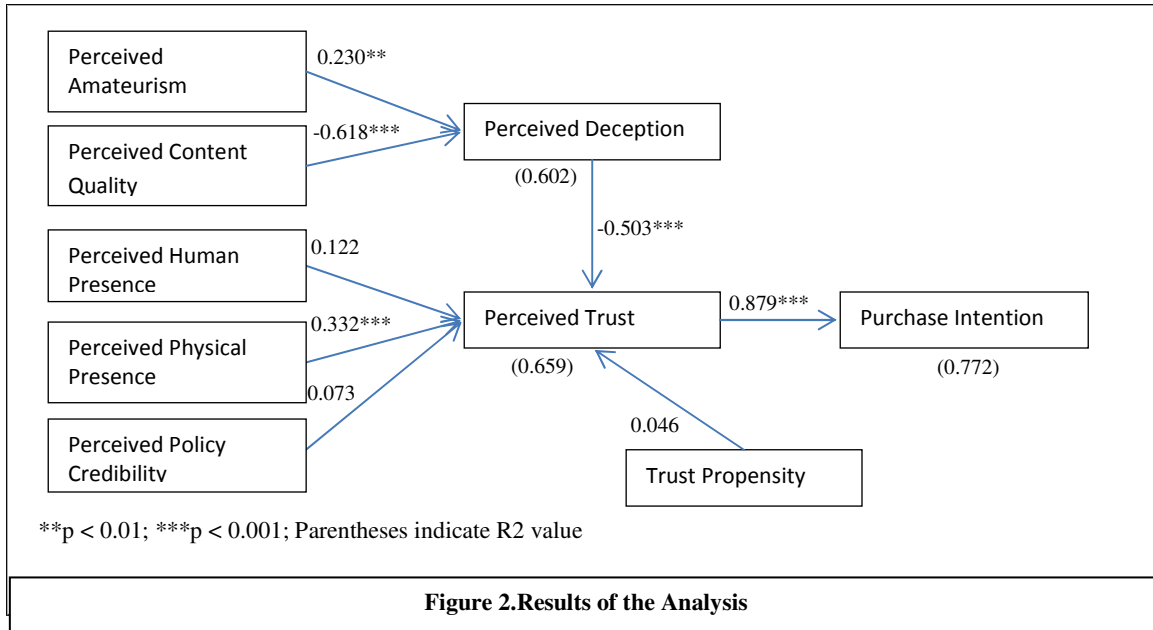 Perceived
Amateurism
0.230**
Perceived Deception
(0.602)
-0.618***
Perceived Content
Quality
-0.503***
Perceived Human
Presence
0.122
Perceived Trust
(0.659)
0.879***
Purchase Intention
(0.772)
0.332***
Perceived Physical
Presence
0.073
Perceived Policy
Credibility
0.046
Trust Propensity
**p < 0.01; ***p < 0.001; Parentheses indicate R2 value
Figure 2.Results of the Analysis